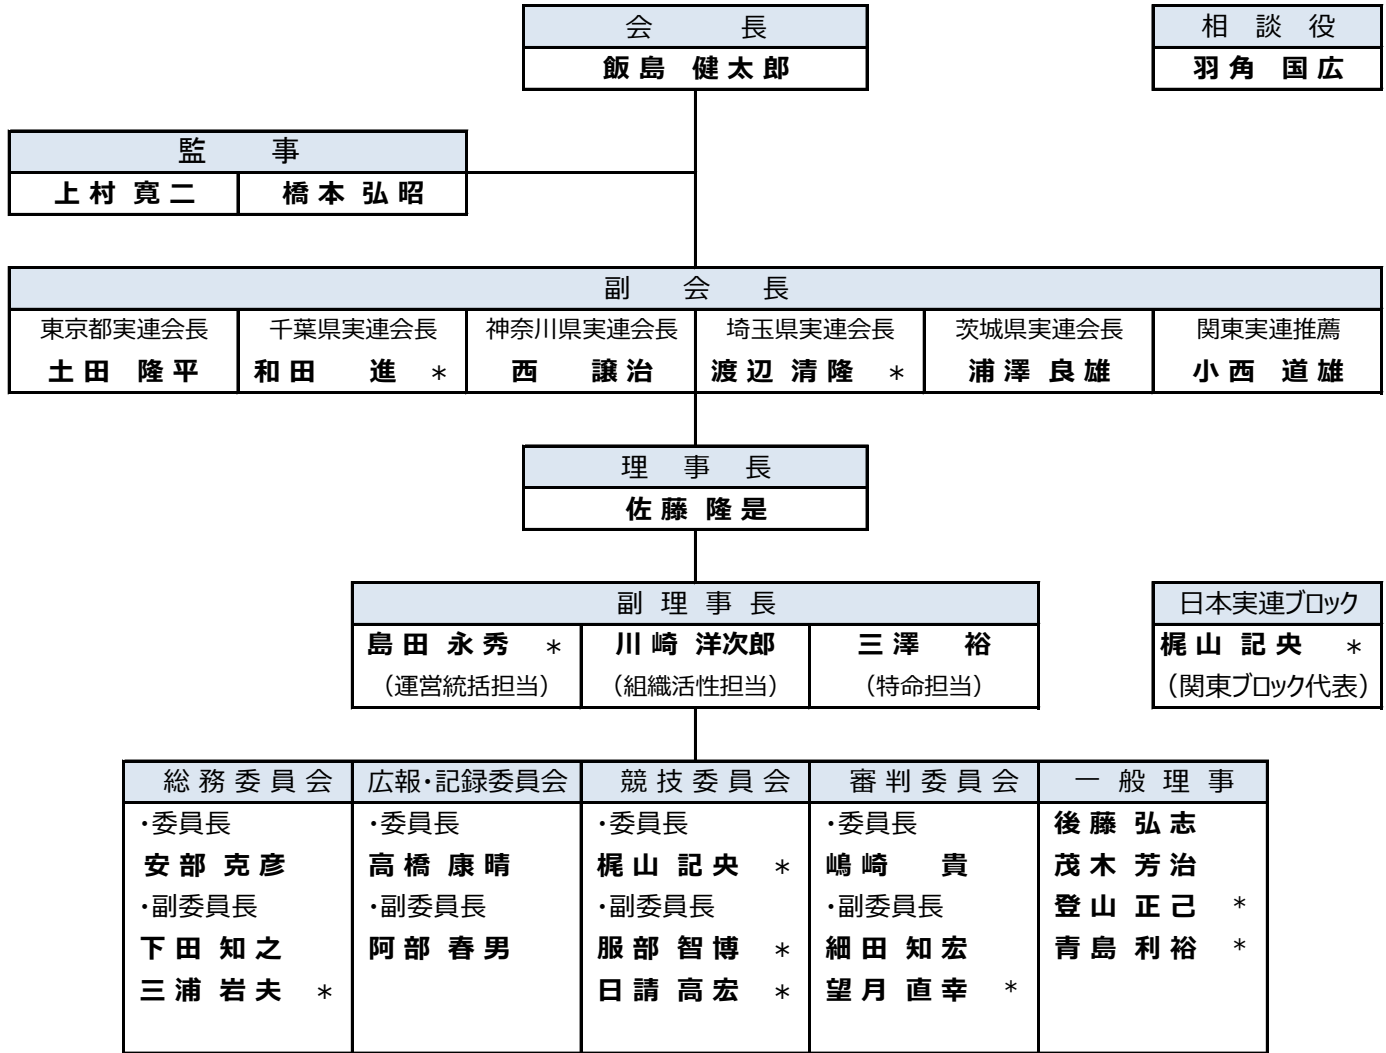 会長
飯島 健太郎
相談役
羽角 国広
監事
上村 寛二
橋本 弘昭
副会長
東京都実連会長
土田 隆平
千葉県実連会長
和田 進 *
神奈川県実連会長
西 譲治
埼玉県実連会長
渡辺 清隆 *
茨城県実連会長
浦澤 良雄
関東実連推薦
小西 道雄
理事長
佐藤 隆是
副理事長
島田 永秀 *
(運営統括担当)
川崎 洋次郎
(組織活性担当)
三澤 裕
(特命担当)
日本実連ブロック
梶山 記央 *
(関東ブロック代表)
総務委員会
・委員長
安部 克彦
・副委員長
下田 知之
三浦 岩夫 *
広報・記録委員会
・委員長
高橋 康晴
・副委員長
阿部 春男
競技委員会
・委員長
梶山 記央 *
・副委員長
服部 智博 *
日請 高宏 *
審判委員会
・委員長
嶋崎 貴
・副委員長
細田 知宏
望月 直幸 *
一般理事
後藤 弘志
茂木 芳治
登山 正己 *
青島 利裕 *